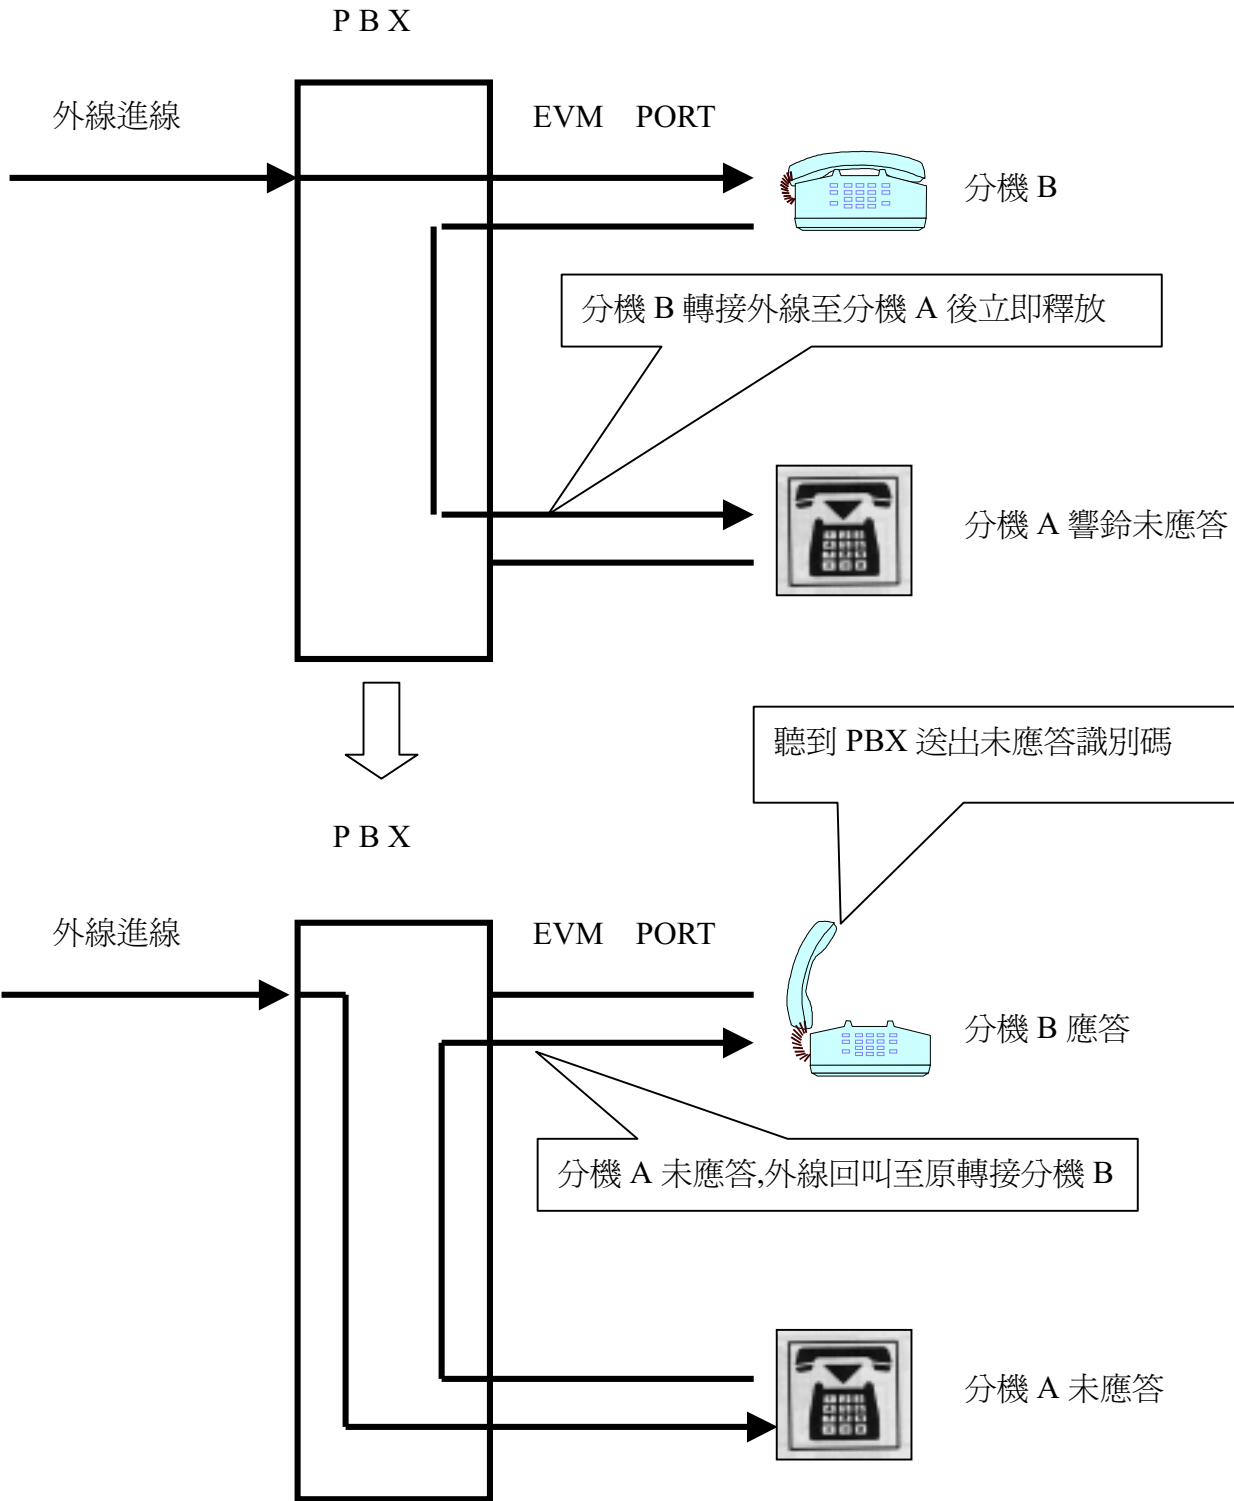 P B X
外線進線
EVM PORT
分機 B
分機 B 轉接外線至分機 A 後立即釋放
分機 A 響鈴未應答
聽到 PBX 送出未應答識別碼
P B X
外線進線
EVM PORT
分機 B 應答
分機 A 未應答,外線回叫至原轉接分機 B
分機 A 未應答